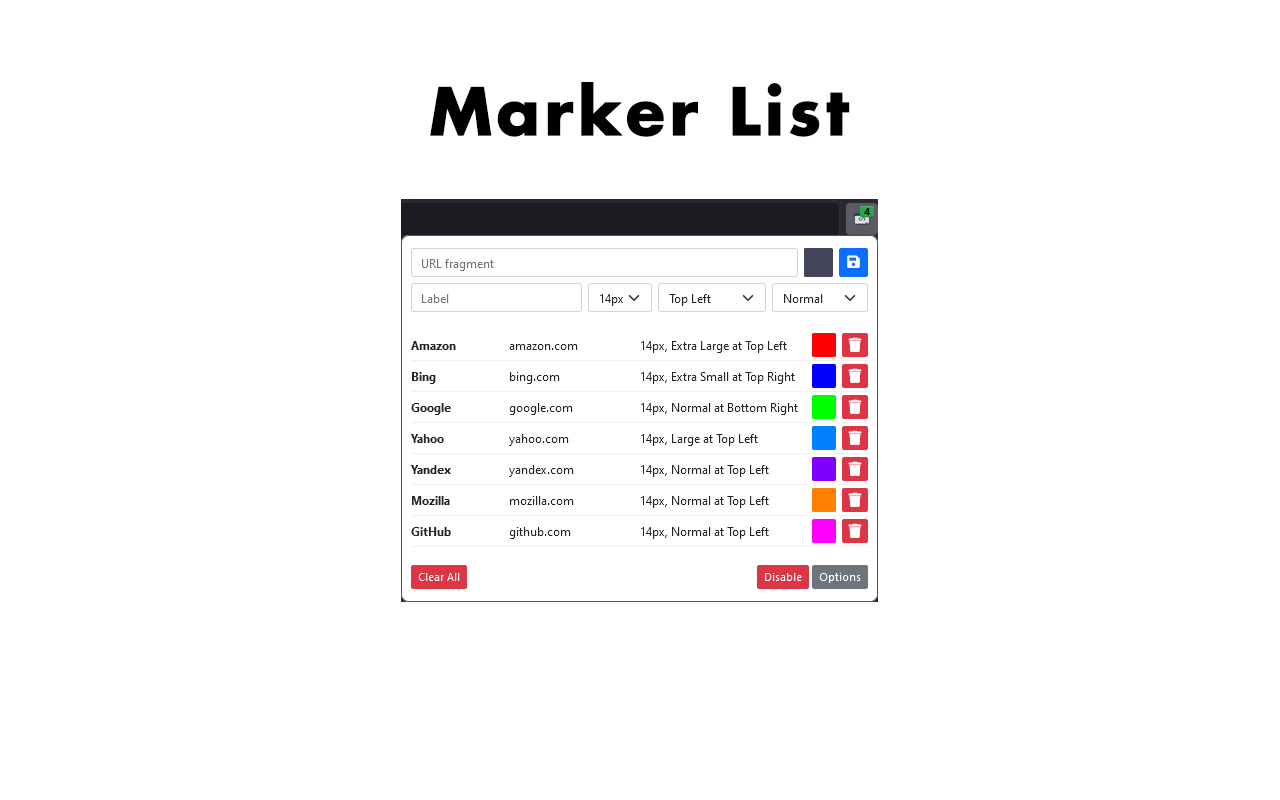 Marker List
4
URL fragment
Label 14px Top Left Normal
Amazon amazon.com 14px, Extra Large at Top Left
Bing bing.com 14px, Extra Small at Top Right
Google google.com 14px, Normal at Bottom Right
Yahoo yahoo.com 14px, Large at Top Left
Yandex yandex.com 14px, Normal at Top Left
Mozilla mozilla.com 14px, Normal at Top Left
GitHub github.com 14px, Normal at Top Left
Clear All Disable Options